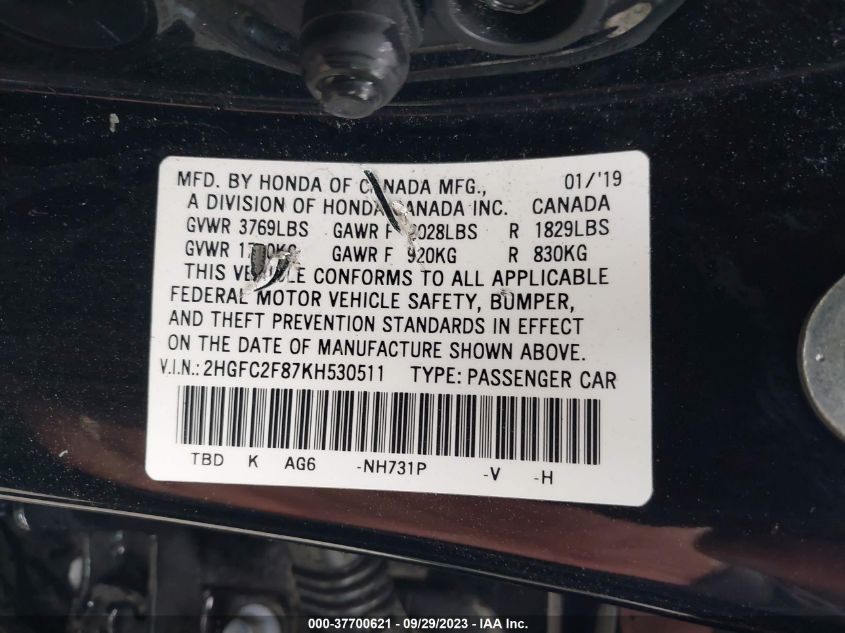 MFD. BY HONDA OF CANADA MFG., 01/'19
A DIVISION OF HONDA CANADA INC. CANADA
GVWR 3769LBS GAWR F 2028LBS R 1829LBS
GVWR GAWR F 920KG R 830KG
THIS VEHICLE CONFORMS TO ALL APPLICABLE
FEDERAL MOTOR VEHICLE SAFETY, BUMPER,
AND THEFT PREVENTION STANDARDS IN EFFECT
ON THE DATE OF MANUFACTURE SHOWN ABOVE.
V.I.N.: 2HGFC2F87KH530511 TYPE: PASSENGER CAR
TBD K AG6 -NH731P -V -H
000-37700621 - 09/29/2023 - IAA Inc.